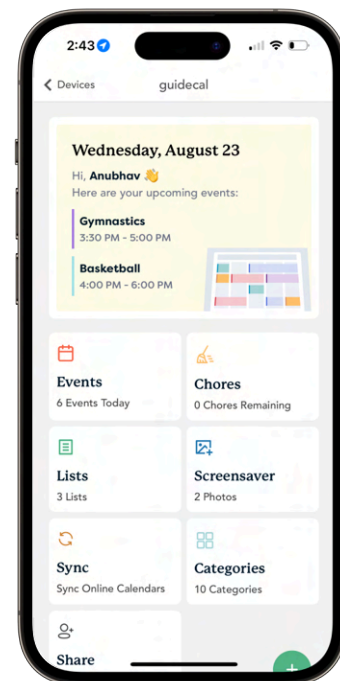 2:43
Devices
guidecal
Wednesday, August 23
Hi, Anubhav 👋
Here are your upcoming events:
Gymnastics
3:30 PM - 5:00 PM
Basketball
4:00 PM - 6:00 PM
Events
6 Events Today
Chores
0 Chores Remaining
Lists
3 Lists
Screensaver
2 Photos
Sync
Sync Online Calendars
Categories
10 Categories
Share